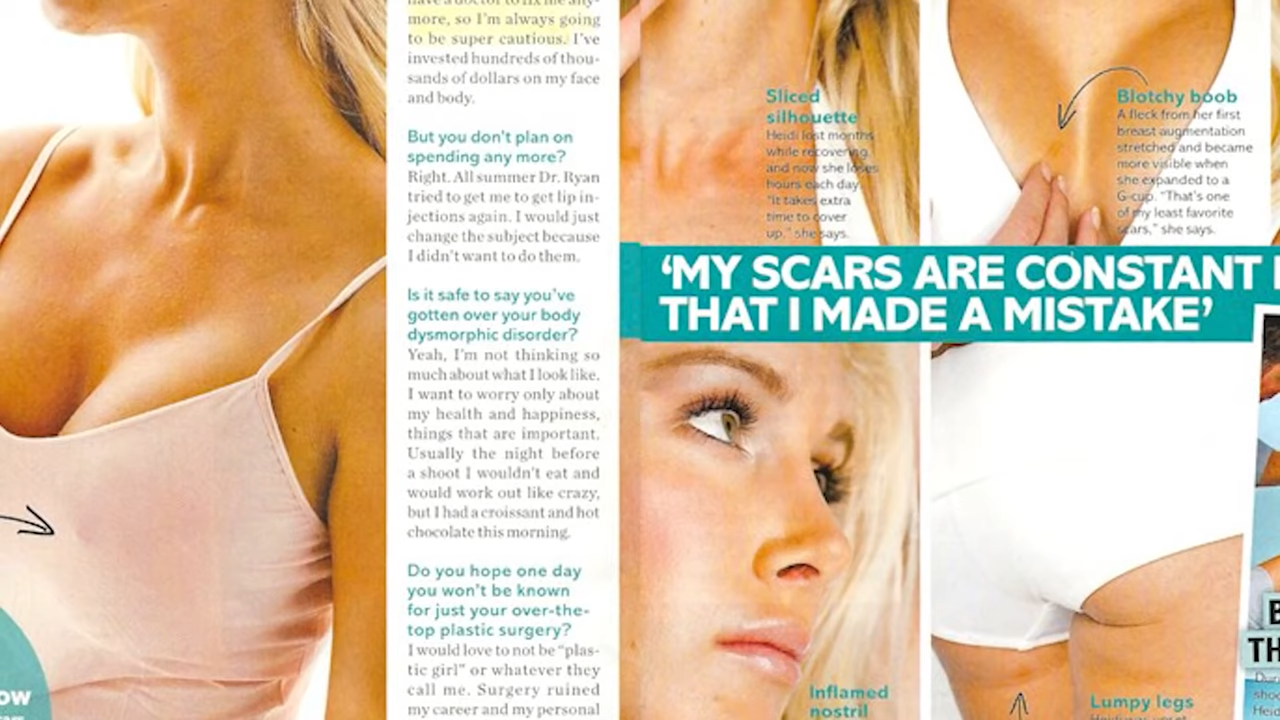 have a doctor to fix me any-
more, so I'm always going
to be super cautious. I've
invested hundreds of thou-
sands of dollars on my face
and body.
But you don't plan on
spending any more?
Right. All summer Dr. Ryan
tried to get me to get lip in-
jections again. I would just
change the subject because
I didn't want to do them.
Is it safe to say you've
gotten over your body
dysmorphic disorder?
Yeah, I'm not thinking so
much about what I look like.
I want to worry only about
my health and happiness,
things that are important.
Usually the night before
a shoot I wouldn't eat and
would work out like crazy,
but I had a croissant and hot
chocolate this morning.
Do you hope one day
you won't be known
for just your over-the-
top plastic surgery?
I would love to not be "plas-
tic girl" or whatever they
call me. Surgery ruined
my career and my personal
Sliced
silhouette
Heidi lost months
while recovering,
and now she loses
hours each day.
"It takes extra
time to cover
up," she says.
Blotchy boob
A fleck from her first
breast augmentation
stretched and became
more visible when
she expanded to a
G-cup. "That's one
of my least favorite
scars," she says.
'MY SCARS ARE CONSTANT
THAT I MADE A MISTAKE'
Inflamed
nostril
Lumpy legs
OW
TH
Heid